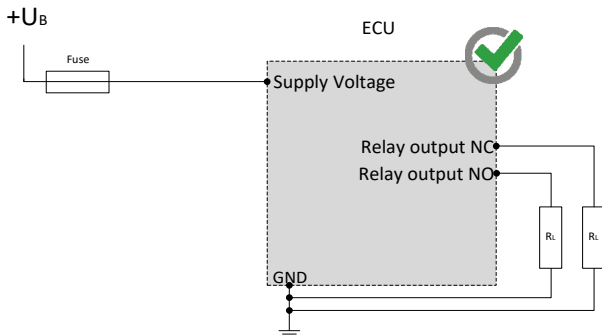 +UB
ECU
Fuse
Supply Voltage
Relay output NC
Relay output NO
RL
RL
GND